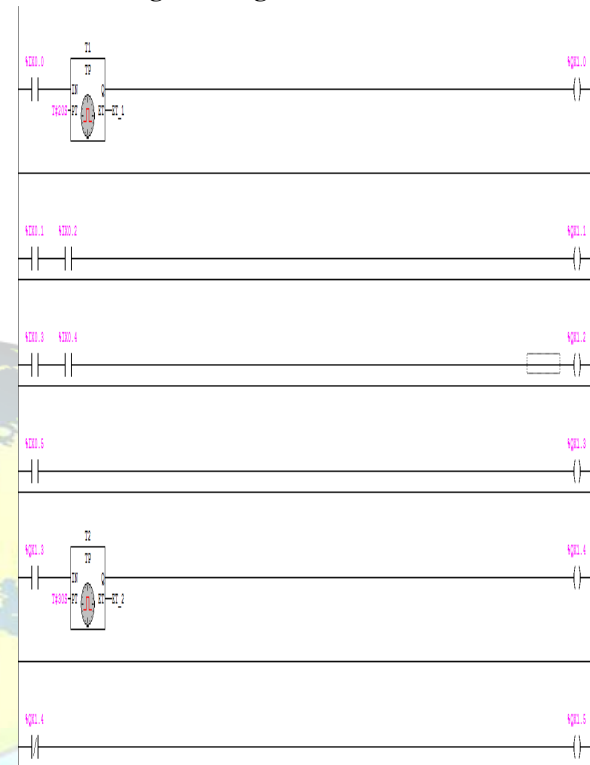 T1
%IX0.0 TP %QX1.0
IN Q
T#20S PT ET ET_1
%IX0.1 %IX0.2 %QX1.1
%IX0.3 %IX0.4 %QX1.2
%IX0.5 %QX1.3
T2
%QX1.3 TP %QX1.4
IN Q
T#30S PT ET ET_2
%QX1.4 %QX1.5